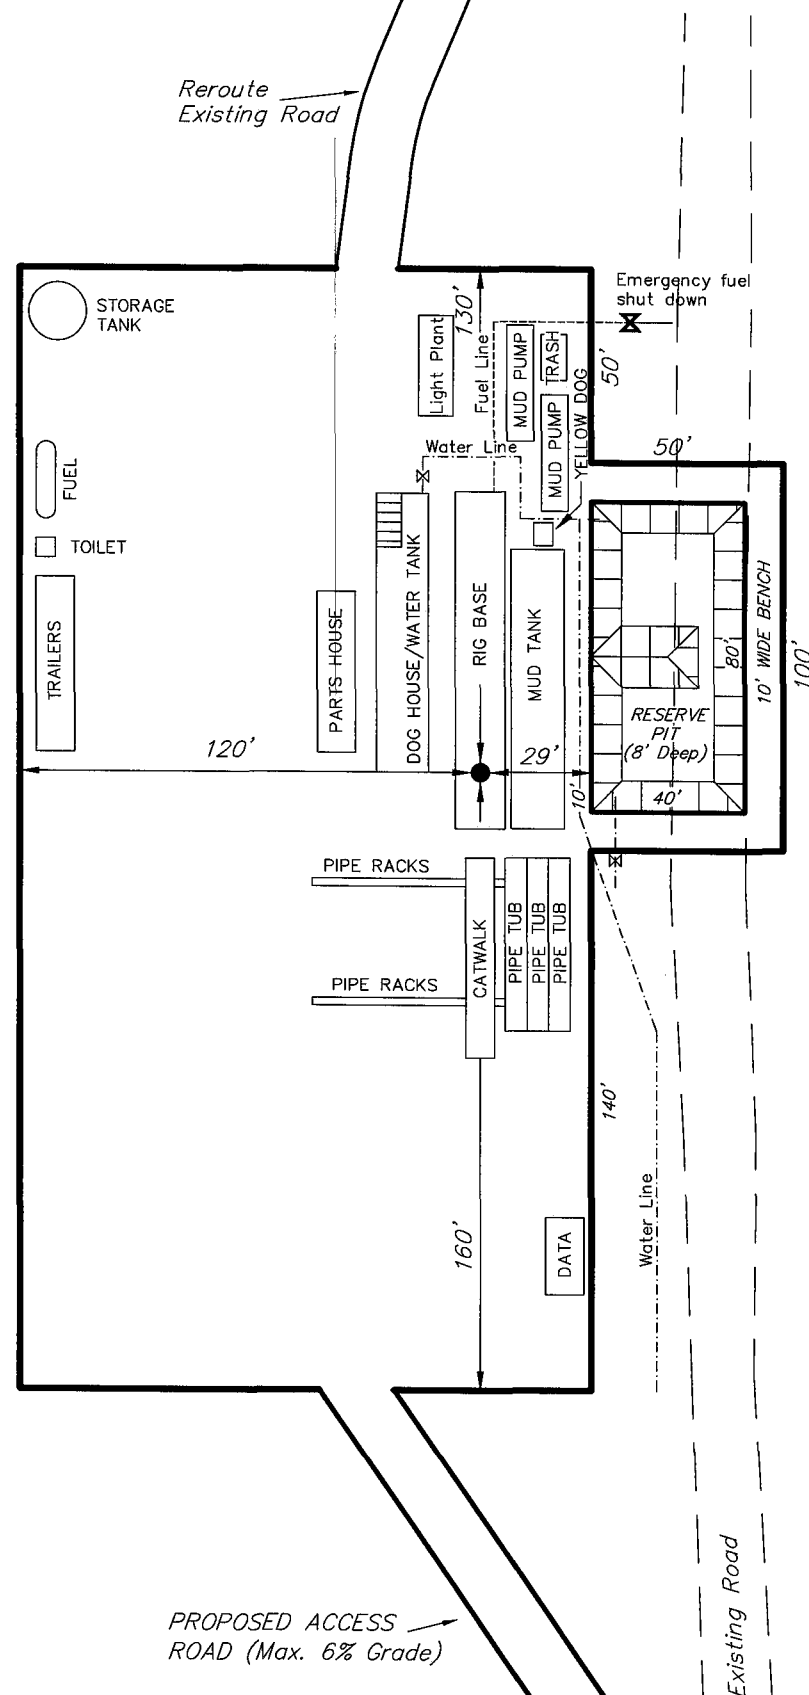 Reroute
Existing Road
Emergency fuel
shut down
STORAGE
TANK
130'
Light Plant
Fuel Line
MUD PUMP
TRASH
50'
MUD PUMP
YELLOW DOG
Water Line
50'
FUEL
TOILET
TRAILERS
PARTS HOUSE
DOG HOUSE/WATER TANK
RIG BASE
MUD TANK
80'
10' WIDE BENCH
100'
RESERVE
PIT
(8' Deep)
120'
29'
10'
40'
PIPE RACKS
CATWALK
PIPE TUB
PIPE TUB
PIPE TUB
PIPE RACKS
140'
160'
DATA
Water Line
Existing Road
PROPOSED ACCESS
ROAD (Max. 6% Grade)